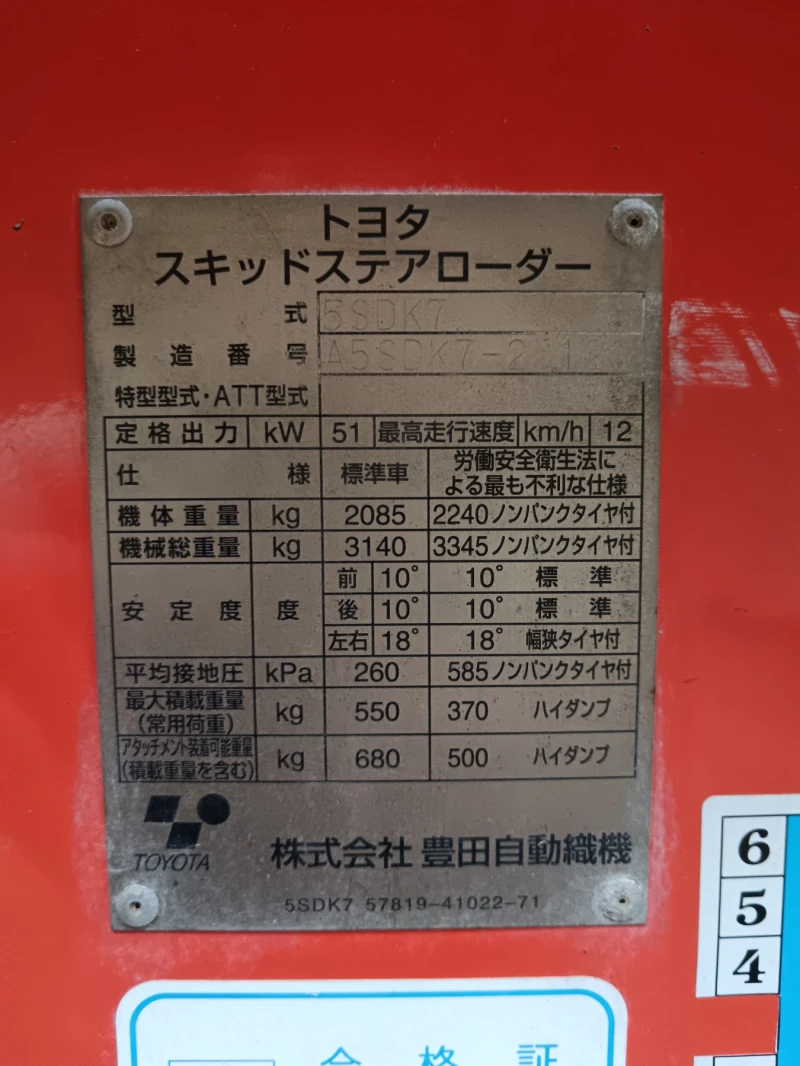 トヨタ
スキッドステアローダー
型式 5SDK7
製造番号
特型型式・ATT型式
定格出力 kW 51 最高走行速度 km/h 12
仕様 標準車 労働安全衛生法に
よる最も不利な仕様
機体重量 kg 2085 2240ノンパンクタイヤ付
機械総重量 kg 3140 3345ノンパンクタイヤ付
安定度 度 前 10° 10° 標準
後 10° 10° 標準
左右 18° 18° 幅狭タイヤ付
平均接地圧 kPa 260 585ノンパンクタイヤ付
最大積載重量
(常用荷重) kg 550 370 ハイダンプ
アタッチメント装着可能重量
(積載重量を含む) kg 680 500 ハイダンプ
TOYOTA 株式会社 豊田自動織機
5SDK7 57819-41022-71
6
5
4
合格証